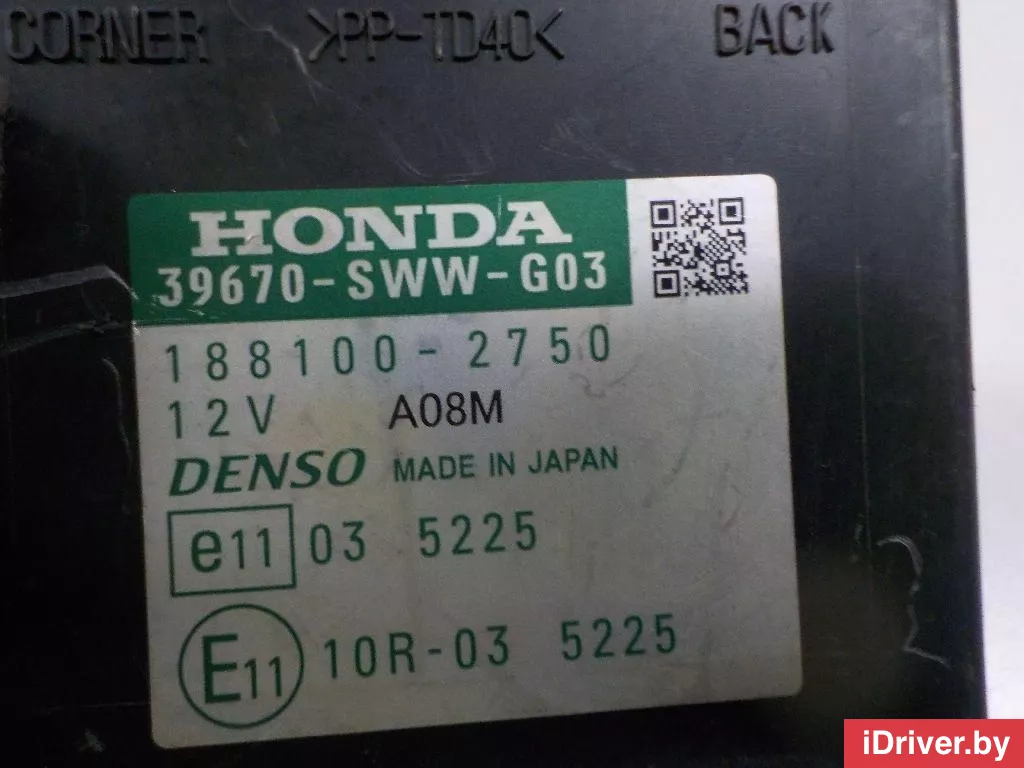 CORNER >PP-TD40< BACK
HONDA
39670-SWW-G03
188100-2750
12V A08M
DENSO MADE IN JAPAN
e11 03 5225
E11 10R-03 5225
iDriver.by